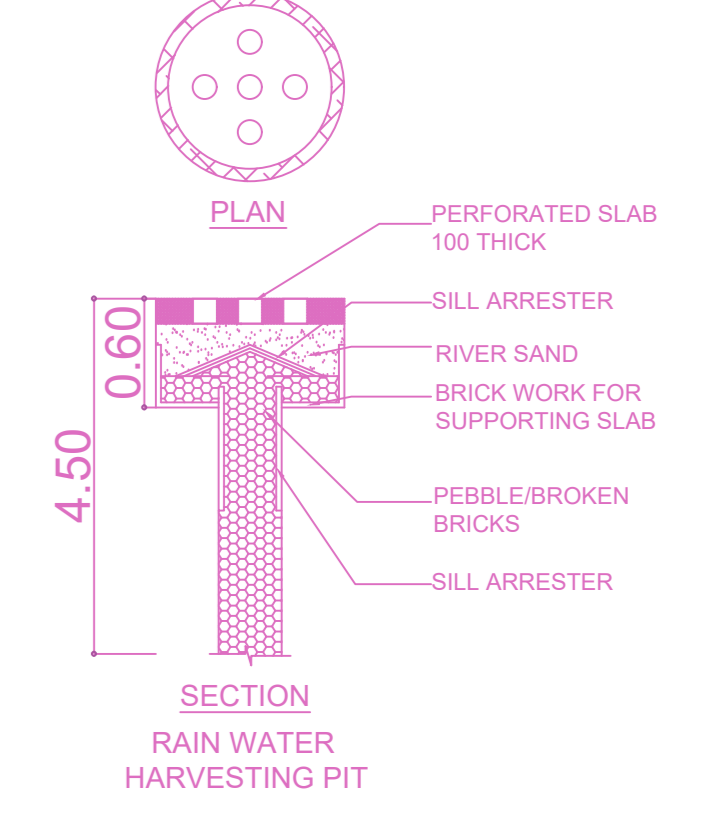 PLAN
PERFORATED SLAB
100 THICK
SILL ARRESTER
RIVER SAND
BRICK WORK FOR
SUPPORTING SLAB
PEBBLE/BROKEN
BRICKS
SILL ARRESTER
0.60
4.50
SECTION
RAIN WATER
HARVESTING PIT